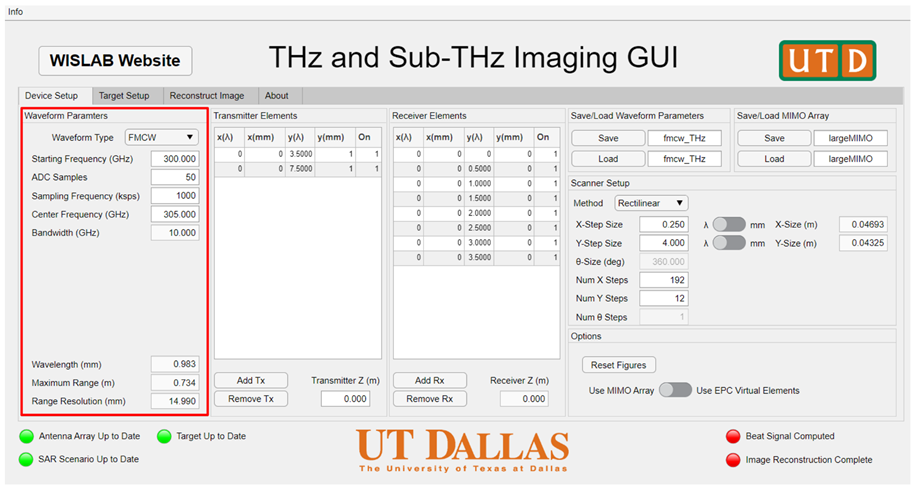 Info
WISLAB Website
THz and Sub-THz Imaging GUI
UTD
Device Setup Target Setup Reconstruct Image About
Waveform Paramters
Waveform Type FMCW
Starting Frequency (GHz) 300.000
ADC Samples 50
Sampling Frequency (ksps) 1000
Center Frequency (GHz) 305.000
Bandwidth (GHz) 10.000
Wavelength (mm) 0.983
Maximum Range (m) 0.734
Range Resolution (mm) 14.990
Transmitter Elements
x(λ) x(mm) y(λ) y(mm) On
0 0 3.5000 1 1
0 0 7.5000 1 1
Add Tx Transmitter Z (m)
Remove Tx 0.000
Receiver Elements
x(λ) x(mm) y(λ) y(mm) On
0 0 0 0 1
0 0 0.5000 0 1
0 0 1.0000 0 1
0 0 1.5000 0 1
0 0 2.0000 0 1
0 0 2.5000 0 1
0 0 3.0000 0 1
0 0 3.5000 0 1
Add Rx Receiver Z (m)
Remove Rx 0.000
Save/Load Waveform Parameters
Save fmcw_THz
Load fmcw_THz
Save/Load MIMO Array
Save largeMIMO
Load largeMIMO
Scanner Setup
Method Rectilinear
X-Step Size 0.250 λ mm X-Size (m) 0.04693
Y-Step Size 4.000 λ mm Y-Size (m) 0.04325
θ-Size (deg) 360.000
Num X Steps 192
Num Y Steps 12
Num θ Steps 1
Options
Reset Figures
Use MIMO Array Use EPC Virtual Elements
Antenna Array Up to Date Target Up to Date
SAR Scenario Up to Date
UT DALLAS
The University of Texas at Dallas
Beat Signal Computed
Image Reconstruction Complete